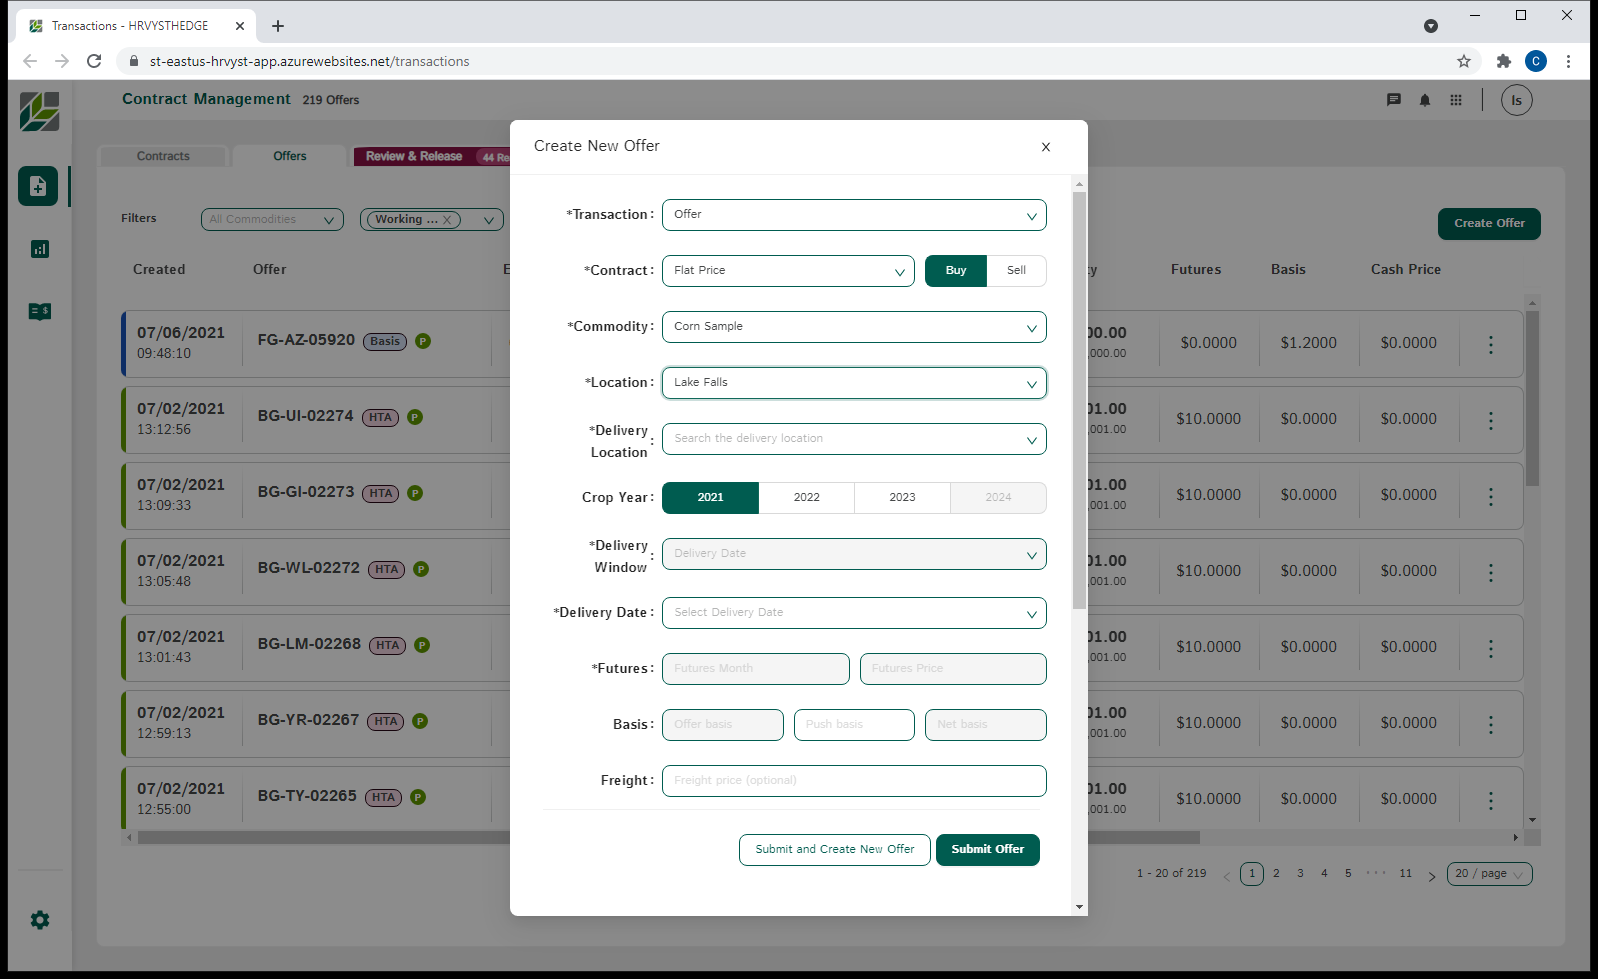 Transactions - HRVYSTHEDGE
st-eastus-hrvyst-app.azurewebsites.net/transactions
C
Contract Management 219 Offers
ls
Contracts Offers Review & Release 44
Filters All Commodities Working ...
Create Offer
Created Offer Futures Basis Cash Price
07/06/2021
09:48:10
FG-AZ-05920 Basis P
00.00
,000.00
$0.0000 $1.2000 $0.0000
07/02/2021
13:12:56
BG-UI-02274 HTA P
01.00
,001.00
$10.0000 $0.0000 $0.0000
07/02/2021
13:09:33
BG-GI-02273 HTA P
01.00
,001.00
$10.0000 $0.0000 $0.0000
07/02/2021
13:05:48
BG-WL-02272 HTA P
01.00
,001.00
$10.0000 $0.0000 $0.0000
07/02/2021
13:01:43
BG-LM-02268 HTA P
01.00
,001.00
$10.0000 $0.0000 $0.0000
07/02/2021
12:59:13
BG-YR-02267 HTA P
01.00
,001.00
$10.0000 $0.0000 $0.0000
07/02/2021
12:55:00
BG-TY-02265 HTA P
01.00
,001.00
$10.0000 $0.0000 $0.0000
1 - 20 of 219 < 1 2 3 4 5 ··· 11 > 20 / page
Create New Offer
*Transaction: Offer
*Contract: Flat Price Buy Sell
*Commodity: Corn Sample
*Location: Lake Falls
*Delivery Location: Search the delivery location
Crop Year: 2021 2022 2023 2024
*Delivery Window: Delivery Date
*Delivery Date: Select Delivery Date
*Futures: Futures Month Futures Price
Basis: Offer basis Push basis Net basis
Freight: Freight price (optional)
Submit and Create New Offer Submit Offer